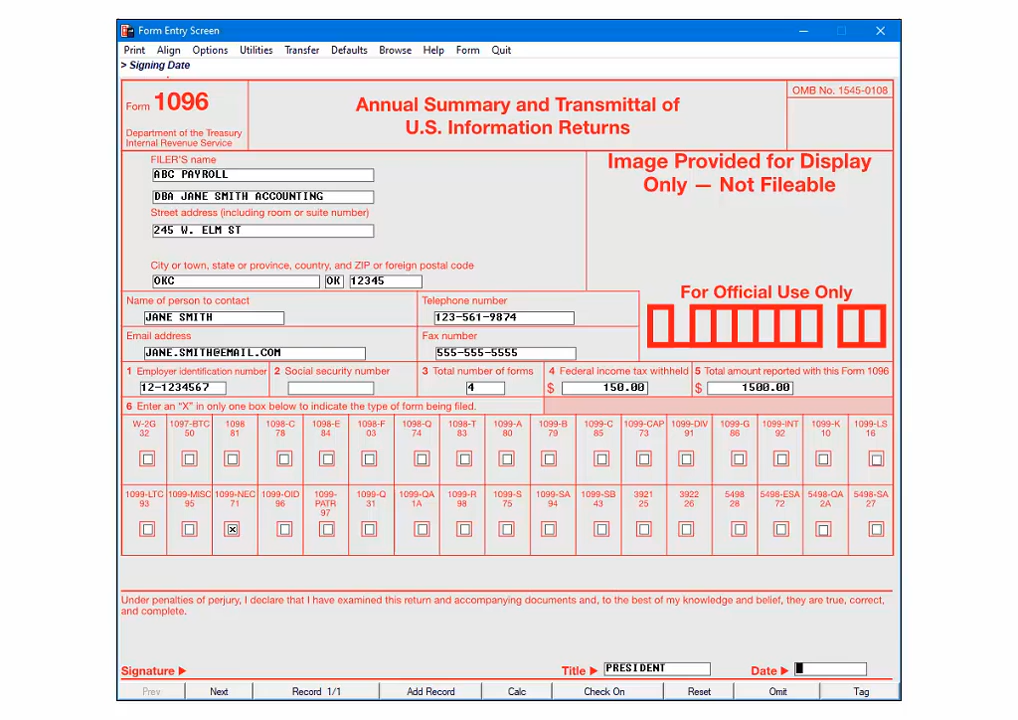 Form Entry Screen
Print Align Options Utilities Transfer Defaults Browse Help Form Quit
> Signing Date
Form 1096
Department of the Treasury
Internal Revenue Service
Annual Summary and Transmittal of
U.S. Information Returns
OMB No. 1545-0108
FILER'S name
ABC PAYROLL
DBA JANE SMITH ACCOUNTING
Street address (including room or suite number)
245 W. ELM ST
City or town, state or province, country, and ZIP or foreign postal code
OKC OK 12345
Image Provided for Display
Only — Not Fileable
For Official Use Only
Name of person to contact Telephone number
JANE SMITH 123-561-9874
Email address Fax number
JANE.SMITH@EMAIL.COM 555-555-5555
1 Employer identification number 2 Social security number 3 Total number of forms 4 Federal income tax withheld 5 Total amount reported with this Form 1096
12-1234567 4 $ 150.00 $ 1500.00
6 Enter an "X" in only one box below to indicate the type of form being filed.
W-2G 1097-BTC 1098 1098-C 1098-E 1098-F 1098-Q 1098-T 1099-A 1099-B 1099-C 1099-CAP 1099-DIV 1099-G 1099-INT 1099-K 1099-LS
32 50 81 78 84 03 74 83 80 79 85 73 91 86 92 10 16
1099-LTC 1099-MISC 1099-NEC 1099-OID 1099- 1099-Q 1099-QA 1099-R 1099-S 1099-SA 1099-SB 3921 3922 5498 5498-ESA 5498-QA 5498-SA
93 95 71 96 PATR 31 1A 98 75 94 43 25 26 28 72 2A 27
97
x
Under penalties of perjury, I declare that I have examined this return and accompanying documents and, to the best of my knowledge and belief, they are true, correct,
and complete.
Signature Title PRESIDENT Date
Prev Next Record 1/1 Add Record Calc Check On Reset Omit Tag